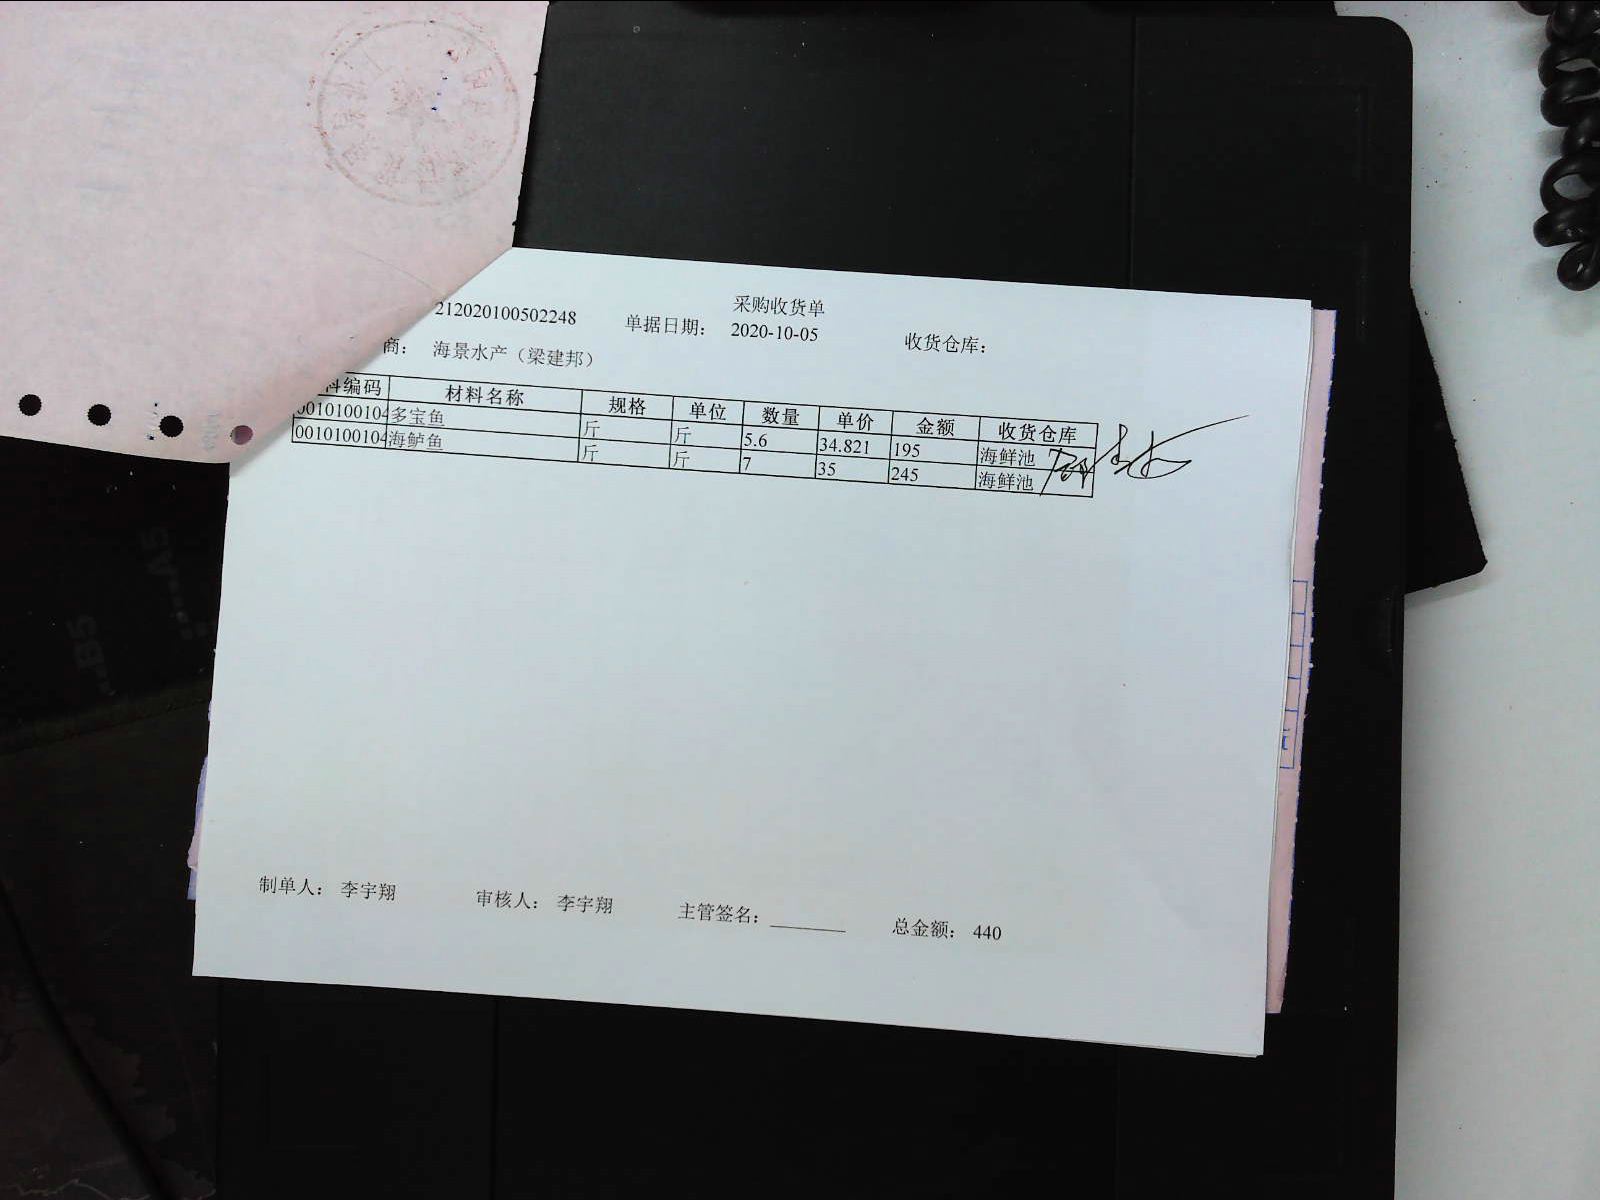 采购收货单
212020100502248 单据日期： 2020-10-05 收货仓库：
商： 海景水产（梁建邦）
编码 材料名称 规格 单位 数量 单价 金额 收货仓库
0010100104 多宝鱼 斤 斤 5.6 34.821 195 海鲜池
0010100104 海鲈鱼 斤 斤 7 35 245 海鲜池
制单人： 李宇翔 审核人： 李宇翔 主管签名： 总金额： 440
A5
B5